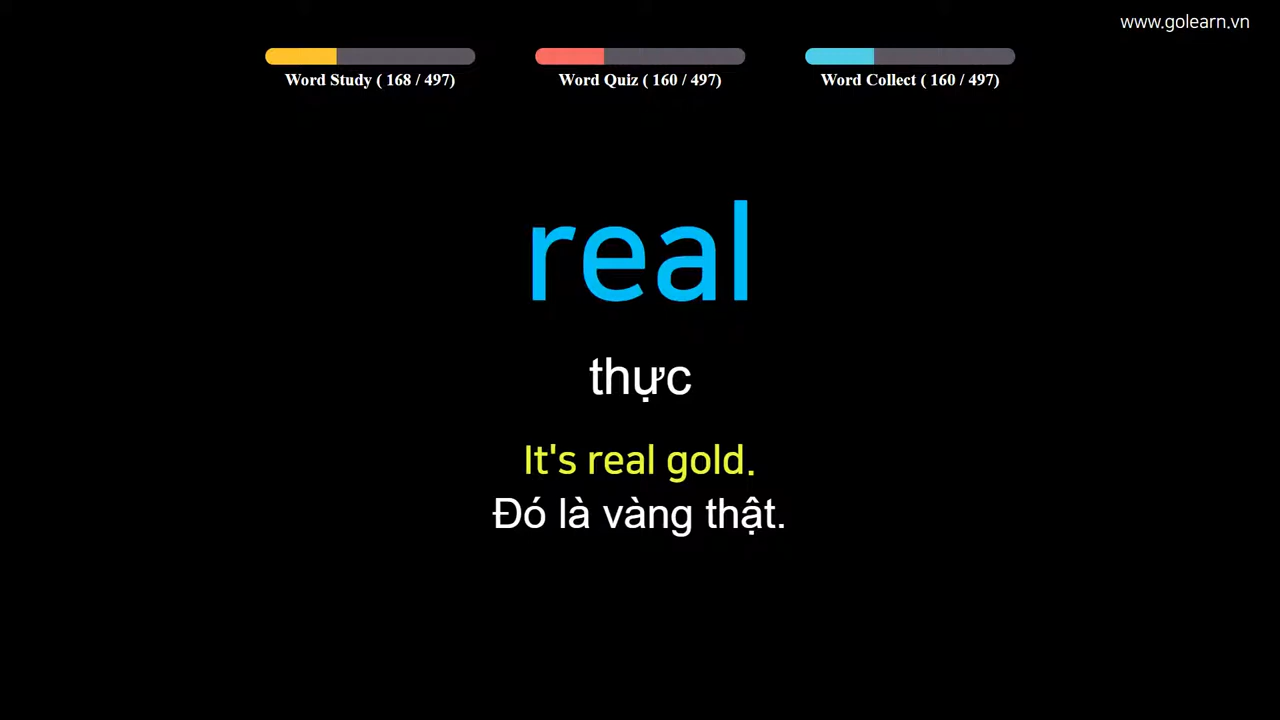 www.golearn.vn
Word Study ( 168 / 497)
Word Quiz ( 160 / 497)
Word Collect ( 160 / 497)
real
thực
It's real gold.
Đó là vàng thật.